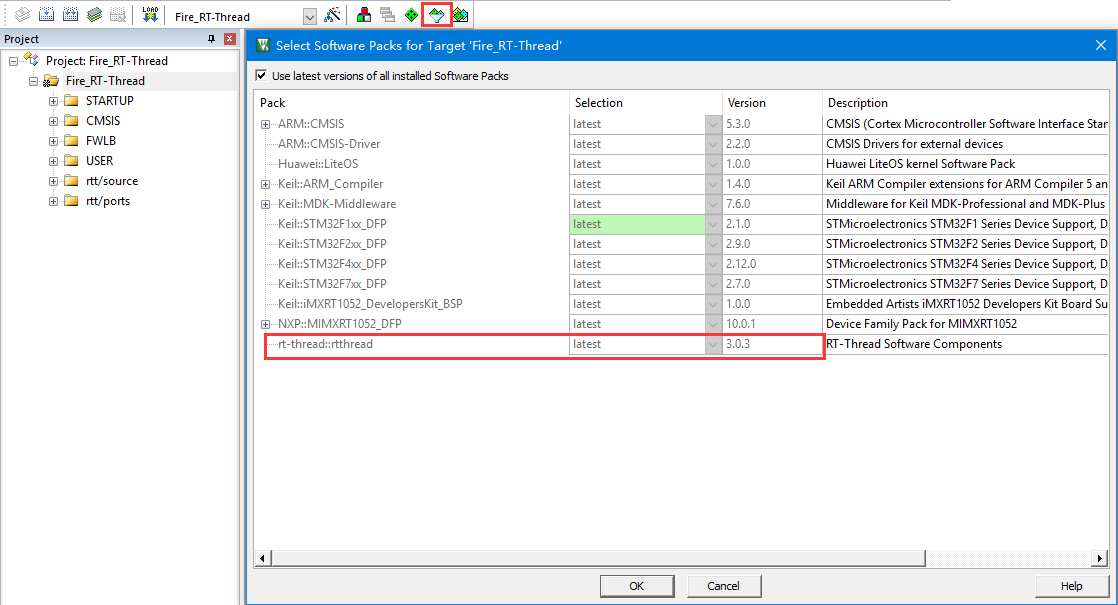 LOAD
Fire_RT-Thread
Project
Project: Fire_RT-Thread
Fire_RT-Thread
STARTUP
CMSIS
FWLB
USER
rtt/source
rtt/ports
Select Software Packs for Target 'Fire_RT-Thread'
Use latest versions of all installed Software Packs
Pack Selection Version Description
ARM::CMSIS latest 5.3.0 CMSIS (Cortex Microcontroller Software Interface Stan
ARM::CMSIS-Driver latest 2.2.0 CMSIS Drivers for external devices
Huawei::LiteOS latest 1.0.0 Huawei LiteOS kernel Software Pack
Keil::ARM_Compiler latest 1.4.0 Keil ARM Compiler extensions for ARM Compiler 5 an
Keil::MDK-Middleware latest 7.6.0 Middleware for Keil MDK-Professional and MDK-Plus
Keil::STM32F1xx_DFP latest 2.1.0 STMicroelectronics STM32F1 Series Device Support, D
Keil::STM32F2xx_DFP latest 2.9.0 STMicroelectronics STM32F2 Series Device Support, D
Keil::STM32F4xx_DFP latest 2.12.0 STMicroelectronics STM32F4 Series Device Support, D
Keil::STM32F7xx_DFP latest 2.7.0 STMicroelectronics STM32F7 Series Device Support, D
Keil::iMXRT1052_DevelopersKit_BSP latest 1.0.0 Embedded Artists iMXRT1052 Developers Kit Board Su
NXP::MIMXRT1052_DFP latest 10.0.1 Device Family Pack for MIMXRT1052
rt-thread::rtthread latest 3.0.3 RT-Thread Software Components
OK Cancel Help